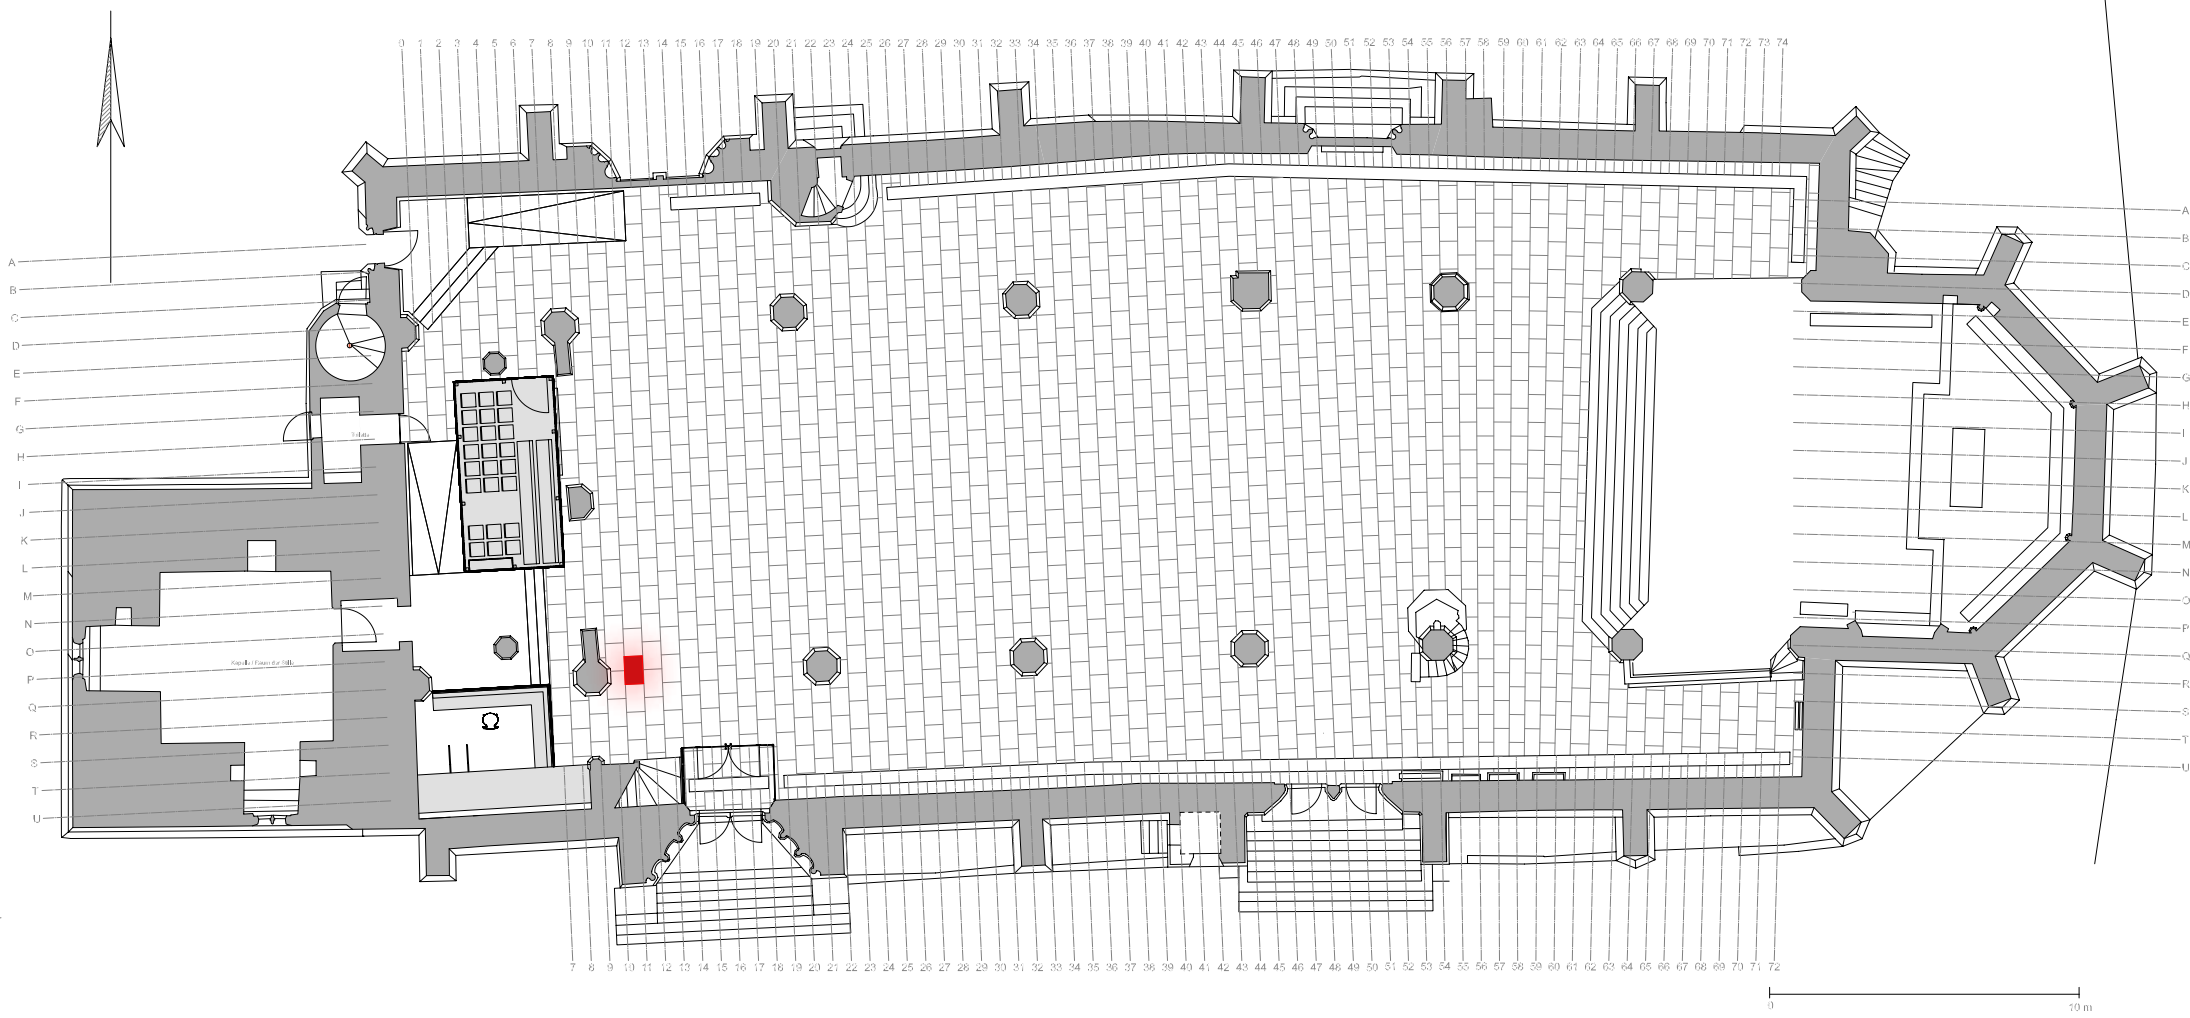 0 1 2 3 4 5 6 7 8 9 10 11 12 13 14 15 16 17 18 19 20 21 22 23 24 25 26 27 28 29 30 31 32 33 34 35 36 37 38 39 40 41 42 43 44 45 46 47 48 49 50 51 52 53 54 55 56 57 58 59 60 61 62 63 64 65 66 67 68 69 70 71 72 73 74
A
B
C
D
E
F
G
H
I
J
K
L
M
N
O
P
Q
R
S
T
U
Kapelle / Raum der Stille
A
B
C
D
E
F
G
H
I
J
K
L
M
N
O
P
Q
R
S
T
U
7 8 9 10 11 12 13 14 15 16 17 18 19 20 21 22 23 24 25 26 27 28 29 30 31 32 33 34 35 36 37 38 39 40 41 42 43 44 45 46 47 48 49 50 51 52 53 54 55 56 57 58 59 60 61 62 63 64 65 66 67 68 69 70 71 72
0 10 m